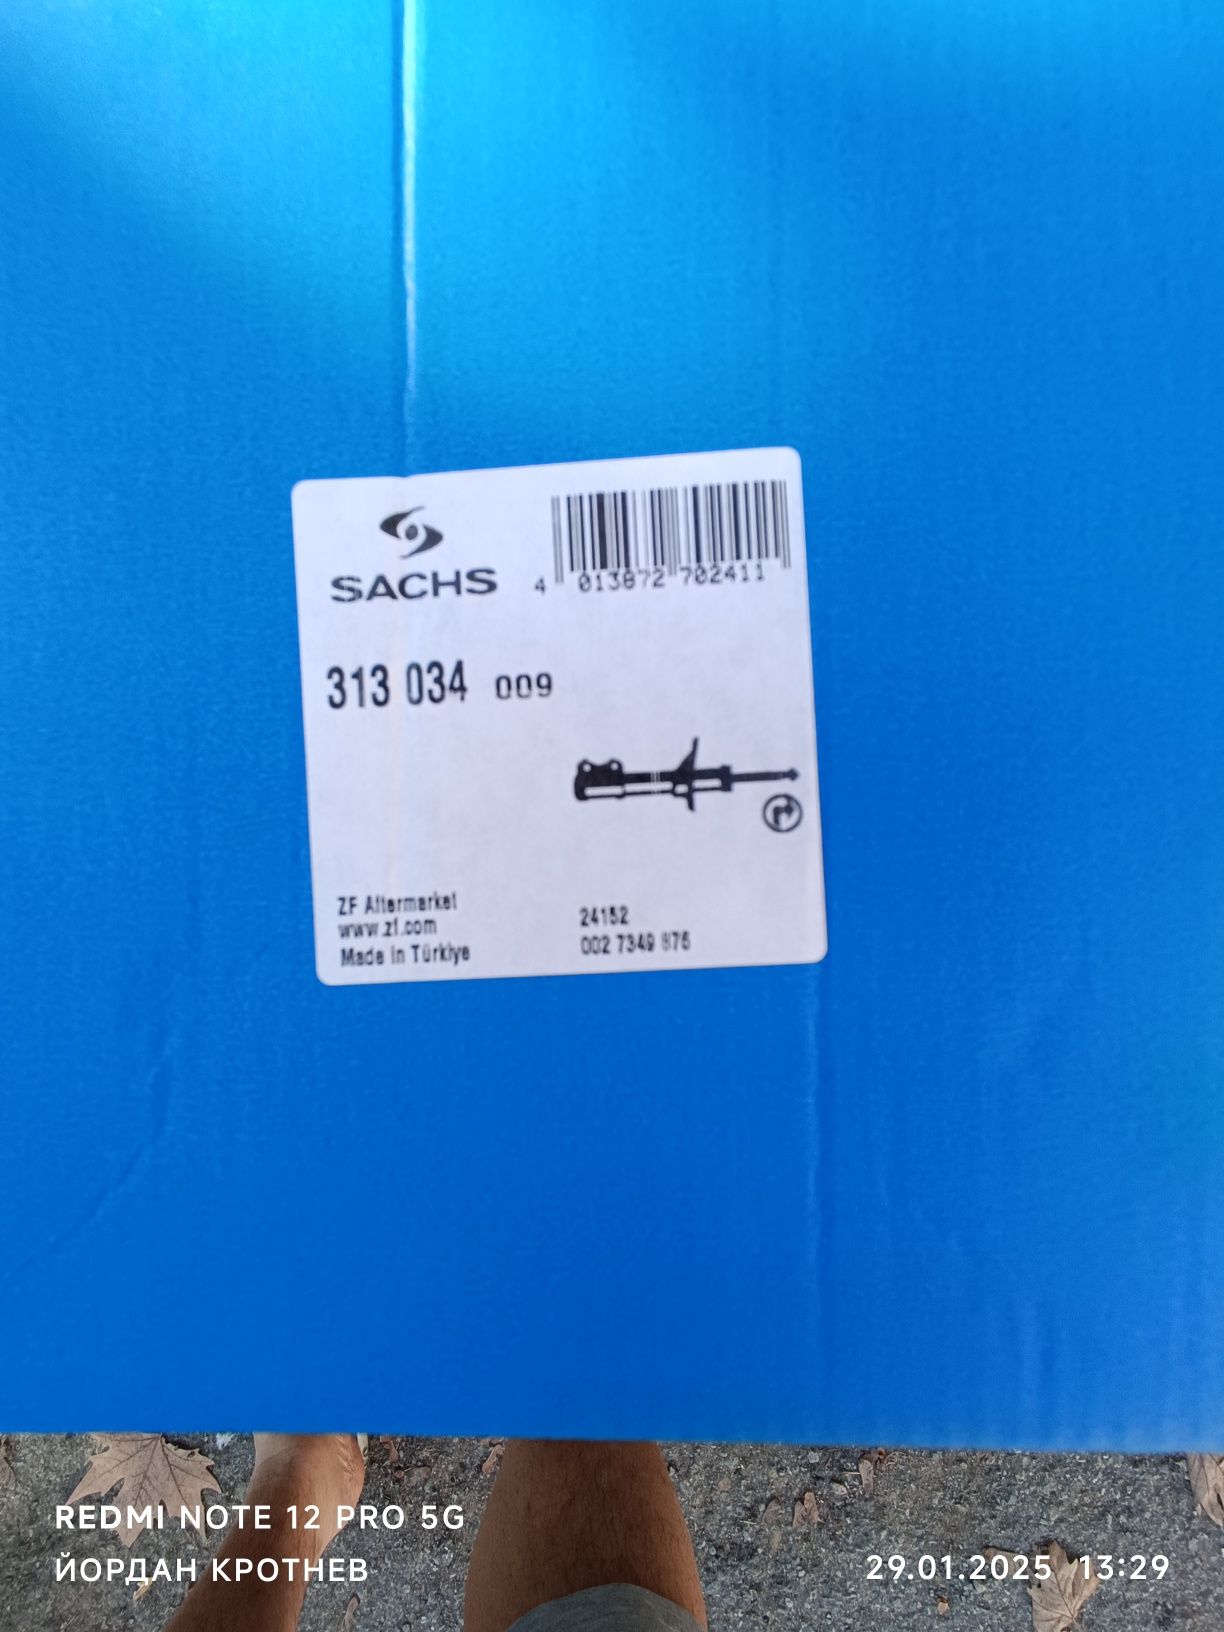 SACHS
4 013872 702411
313 034 009
ZF Aftermarket
www.zf.com
Made in Türkiye
24152
002 7349 876
REDMI NOTE 12 PRO 5G
ЙОРДАН КРОТНЕВ
29.01.2025 13:29